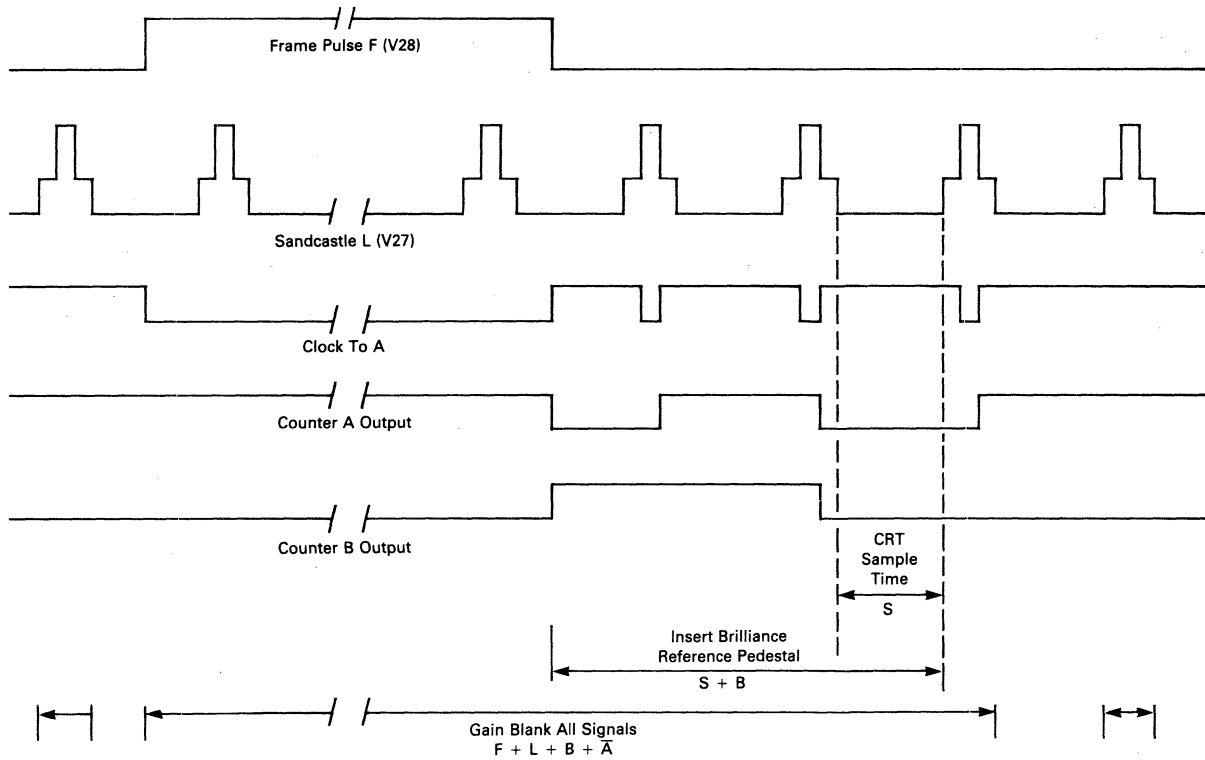 Frame Pulse F (V28)
Sandcastle L (V27)
Clock To A
Counter A Output
Counter B Output
CRT
Sample
Time
S
Insert Brilliance
Reference Pedestal
S + B
Gain Blank All Signals
F + L + B + A̅